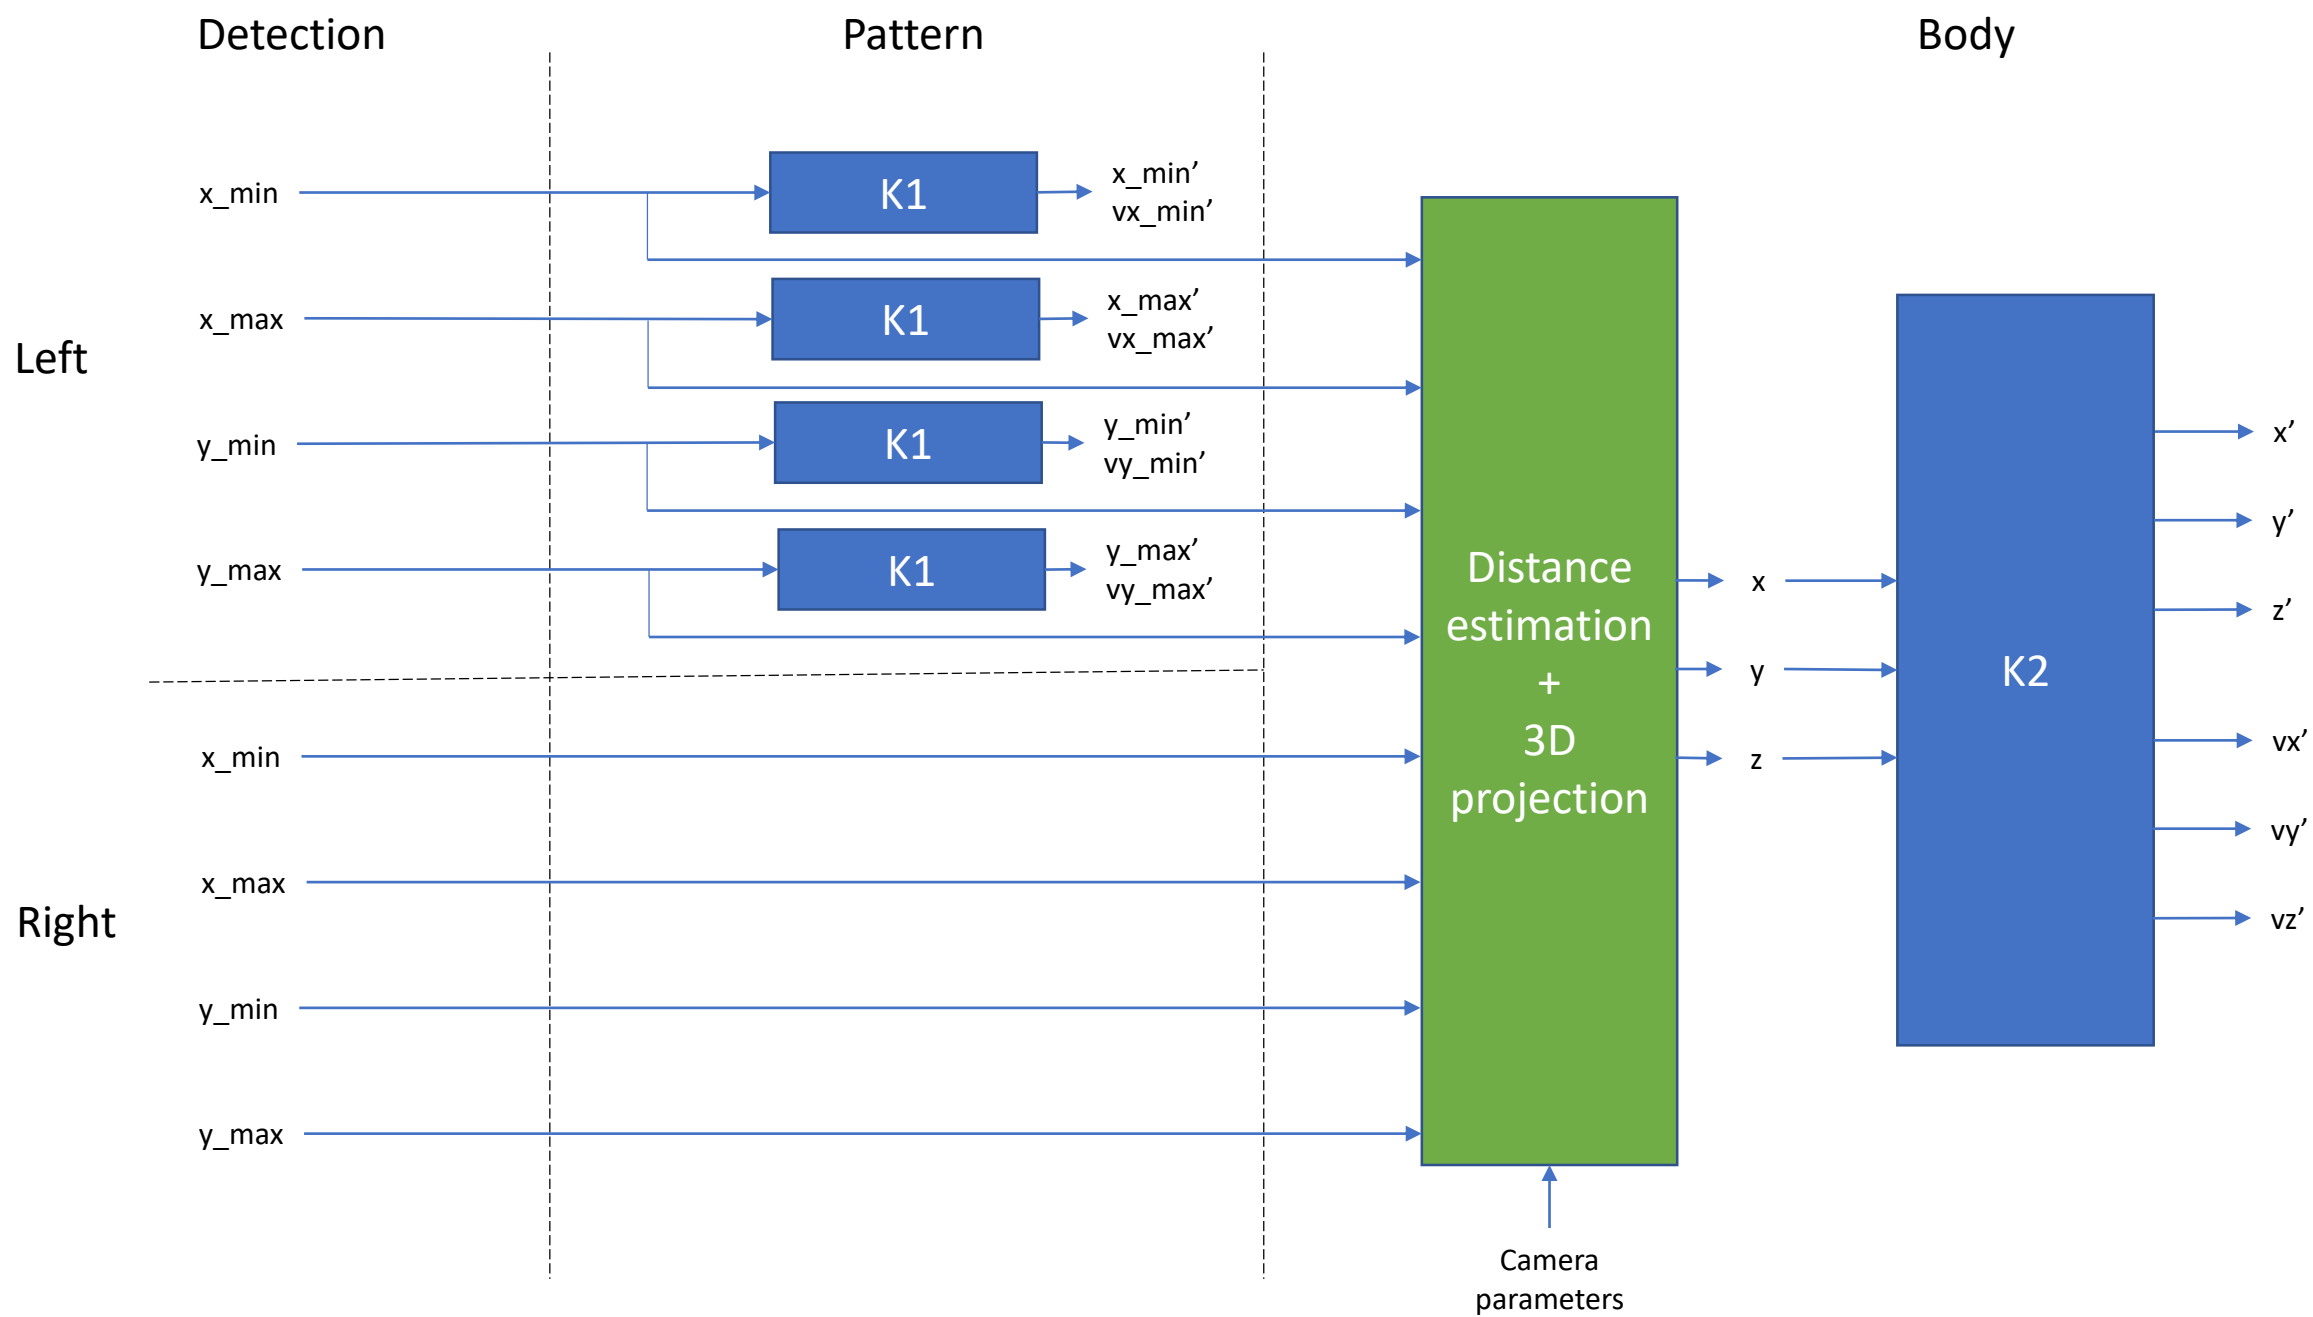 Detection
Pattern
Body
Left
x_min
K1
x_min’
vx_min’
x_max
K1
x_max’
vx_max’
y_min
K1
y_min’
vy_min’
y_max
K1
y_max’
vy_max’
Right
x_min
x_max
y_min
y_max
Distance
estimation
+
3D
projection
Camera
parameters
x
y
z
K2
x’
y’
z’
vx’
vy’
vz’